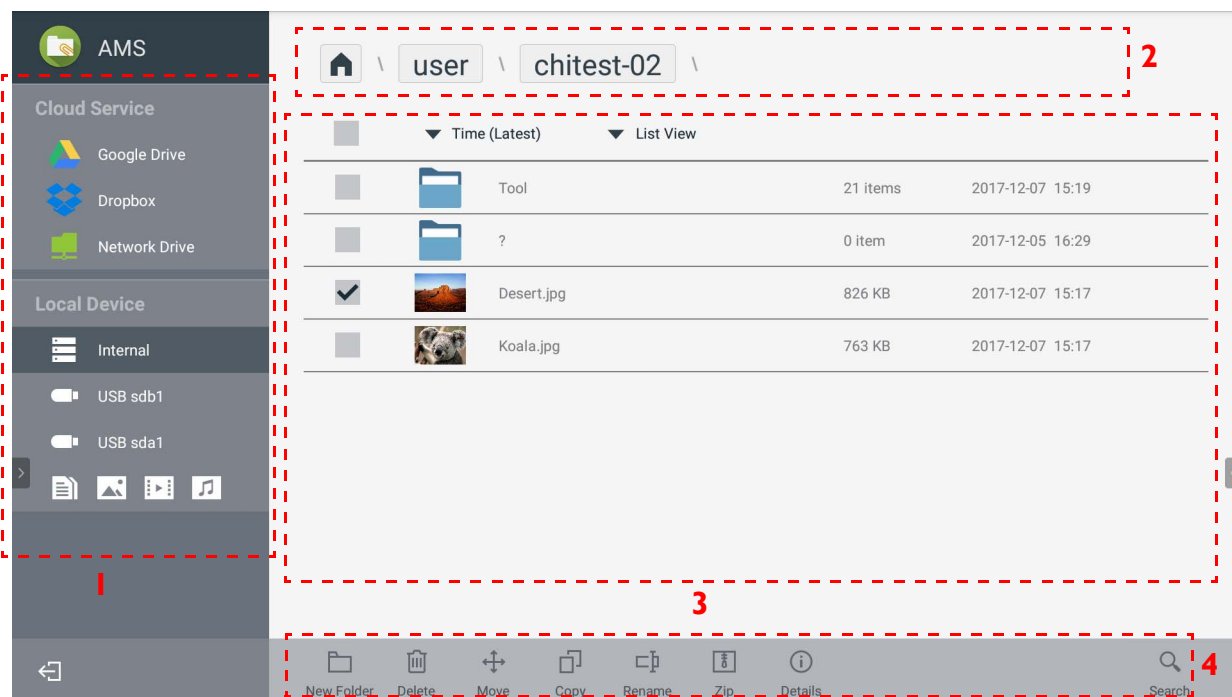 AMS
Cloud Service
Google Drive
Dropbox
Network Drive
Local Device
Internal
USB sdb1
USB sda1
1
\ user \ chitest-02 \
2
Time (Latest) List View
Tool 21 items 2017-12-07 15:19
? 0 item 2017-12-05 16:29
Desert.jpg 826 KB 2017-12-07 15:17
Koala.jpg 763 KB 2017-12-07 15:17
3
New Folder Delete Move Copy Rename Zip Details Search
4